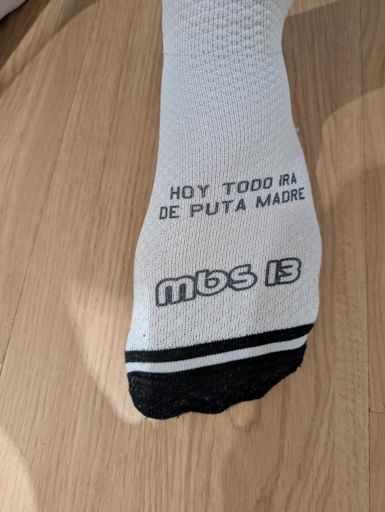 HOY TODO IRA
DE PUTA MADRE
mbs 13